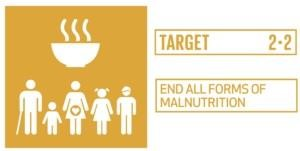 TARGET 2·2
END ALL FORMS OF
MALNUTRITION